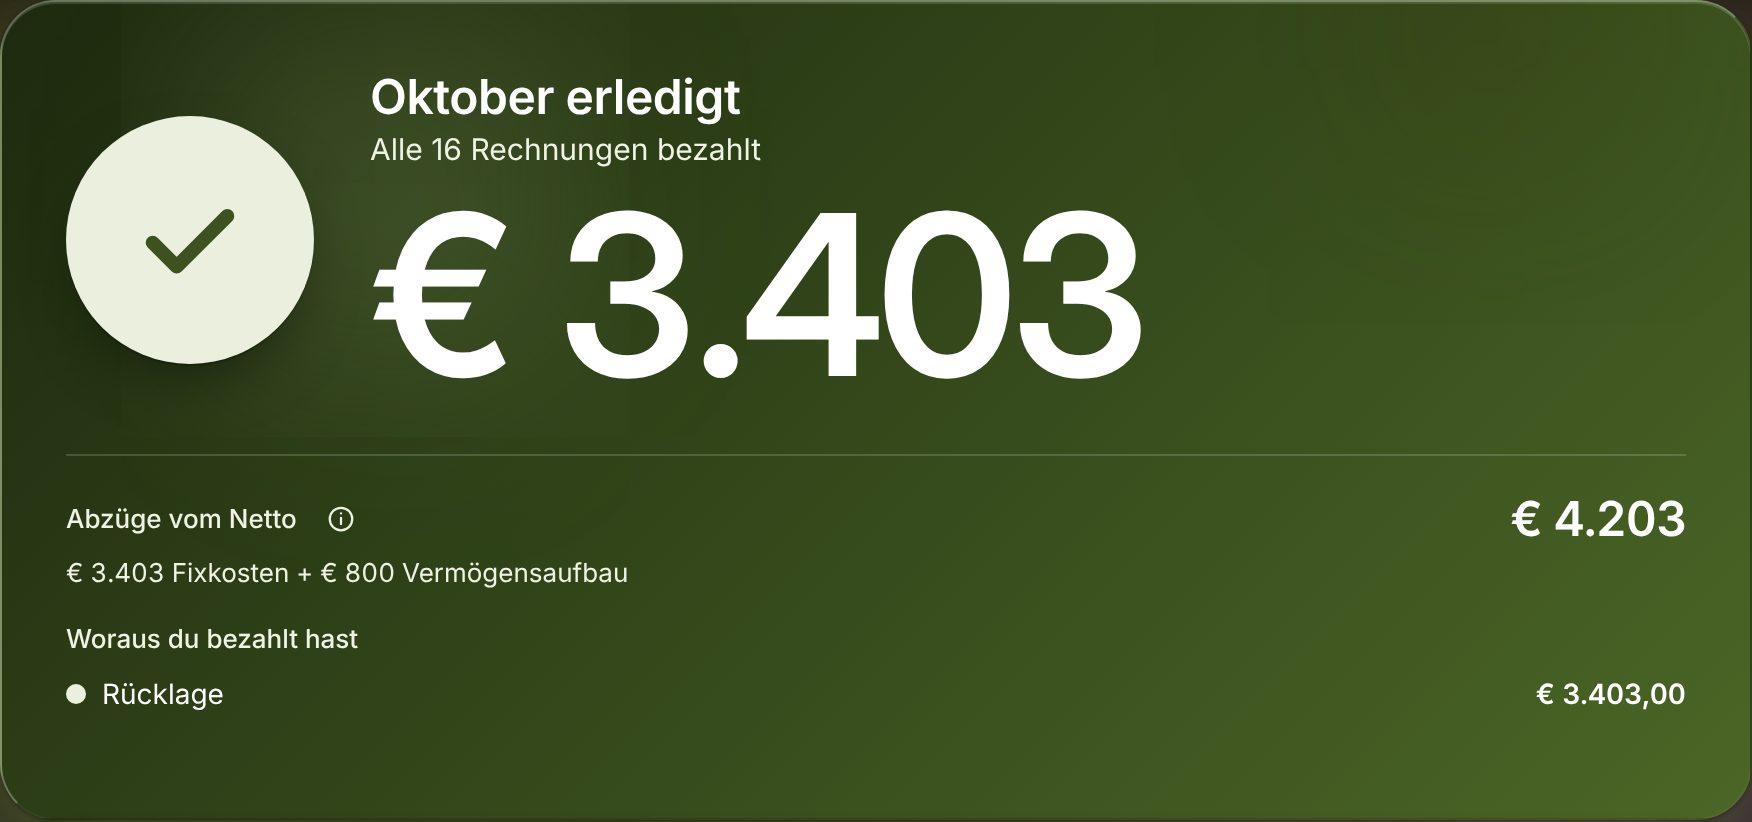 Oktober erledigt
Alle 16 Rechnungen bezahlt
€ 3.403
Abzüge vom Netto
€ 4.203
€ 3.403 Fixkosten + € 800 Vermögensaufbau
Woraus du bezahlt hast
Rücklage
€ 3.403,00